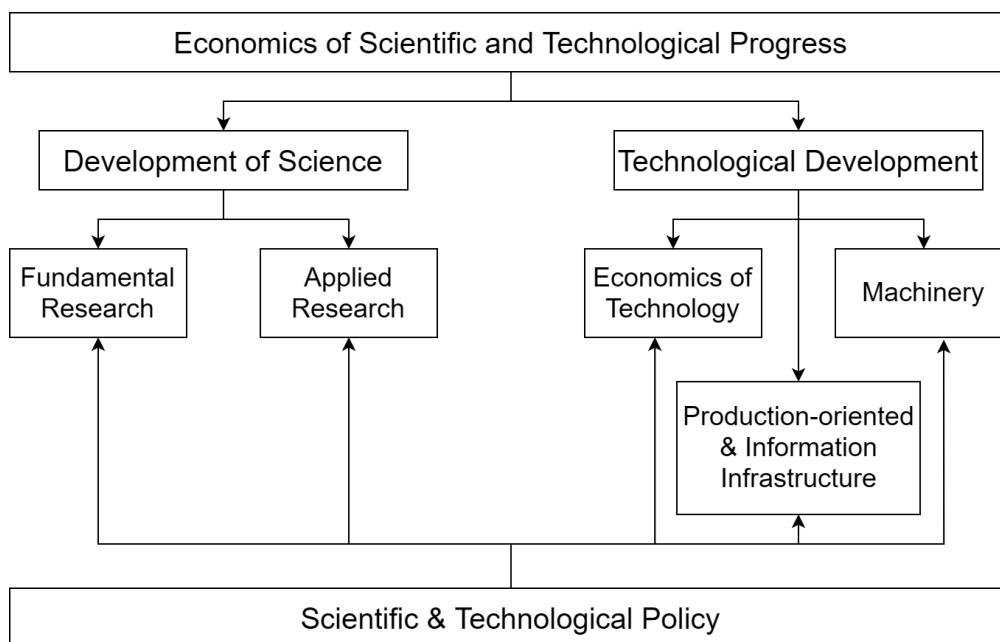 Economics of Scientific and Technological Progress
Development of Science
Technological Development
Fundamental
Research
Applied
Research
Economics of
Technology
Machinery
Production-oriented
& Information
Infrastructure
Scientific & Technological Policy